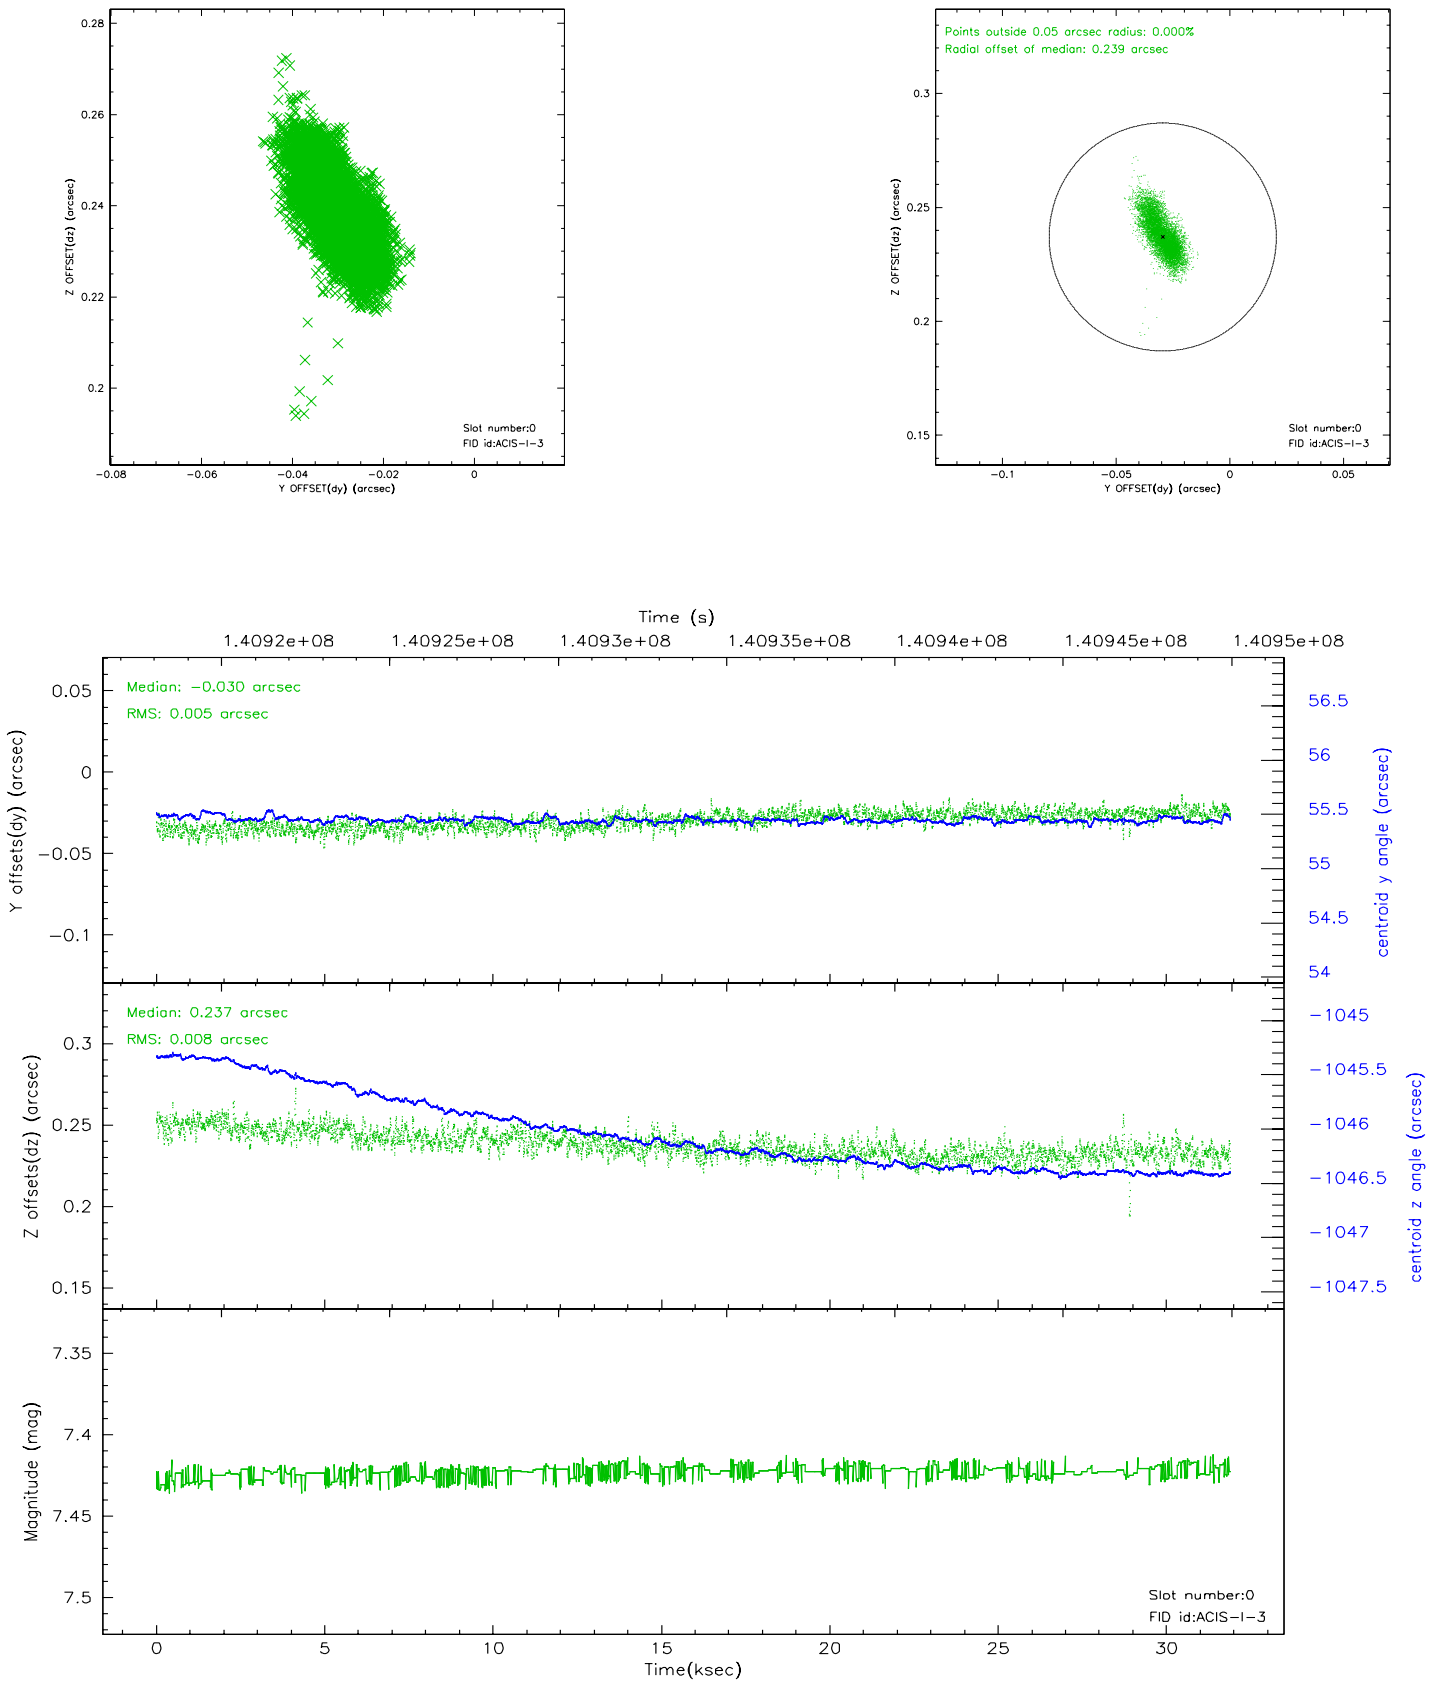 0.28
0.26
0.24
0.22
0.2
Z OFFSET(dz) (arcsec)
Slot number:0
FID id:ACIS-I-3
-0.08
-0.06
-0.04
-0.02
0
Y OFFSET(dy) (arcsec)
Points outside 0.05 arcsec radius: 0.000%
Radial offset of median: 0.239 arcsec
0.3
0.25
0.2
0.15
Z OFFSET(dz) (arcsec)
Slot number:0
FID id:ACIS-I-3
-0.1
-0.05
0
0.05
Y OFFSET(dy) (arcsec)
Time (s)
1.4092e+08
1.40925e+08
1.4093e+08
1.40935e+08
1.4094e+08
1.40945e+08
1.4095e+08
Median: -0.030 arcsec
RMS: 0.005 arcsec
0.05
0
-0.05
-0.1
Y offsets(dy) (arcsec)
56.5
56
55.5
55
54.5
54
centroid y angle (arcsec)
Median: 0.237 arcsec
RMS: 0.008 arcsec
0.3
0.25
0.2
0.15
Z offsets(dz) (arcsec)
-1045
-1045.5
-1046
-1046.5
-1047
-1047.5
centroid z angle (arcsec)
7.35
7.4
7.45
7.5
Magnitude (mag)
Slot number:0
FID id:ACIS-I-3
0
5
10
15
20
25
30
Time(ksec)